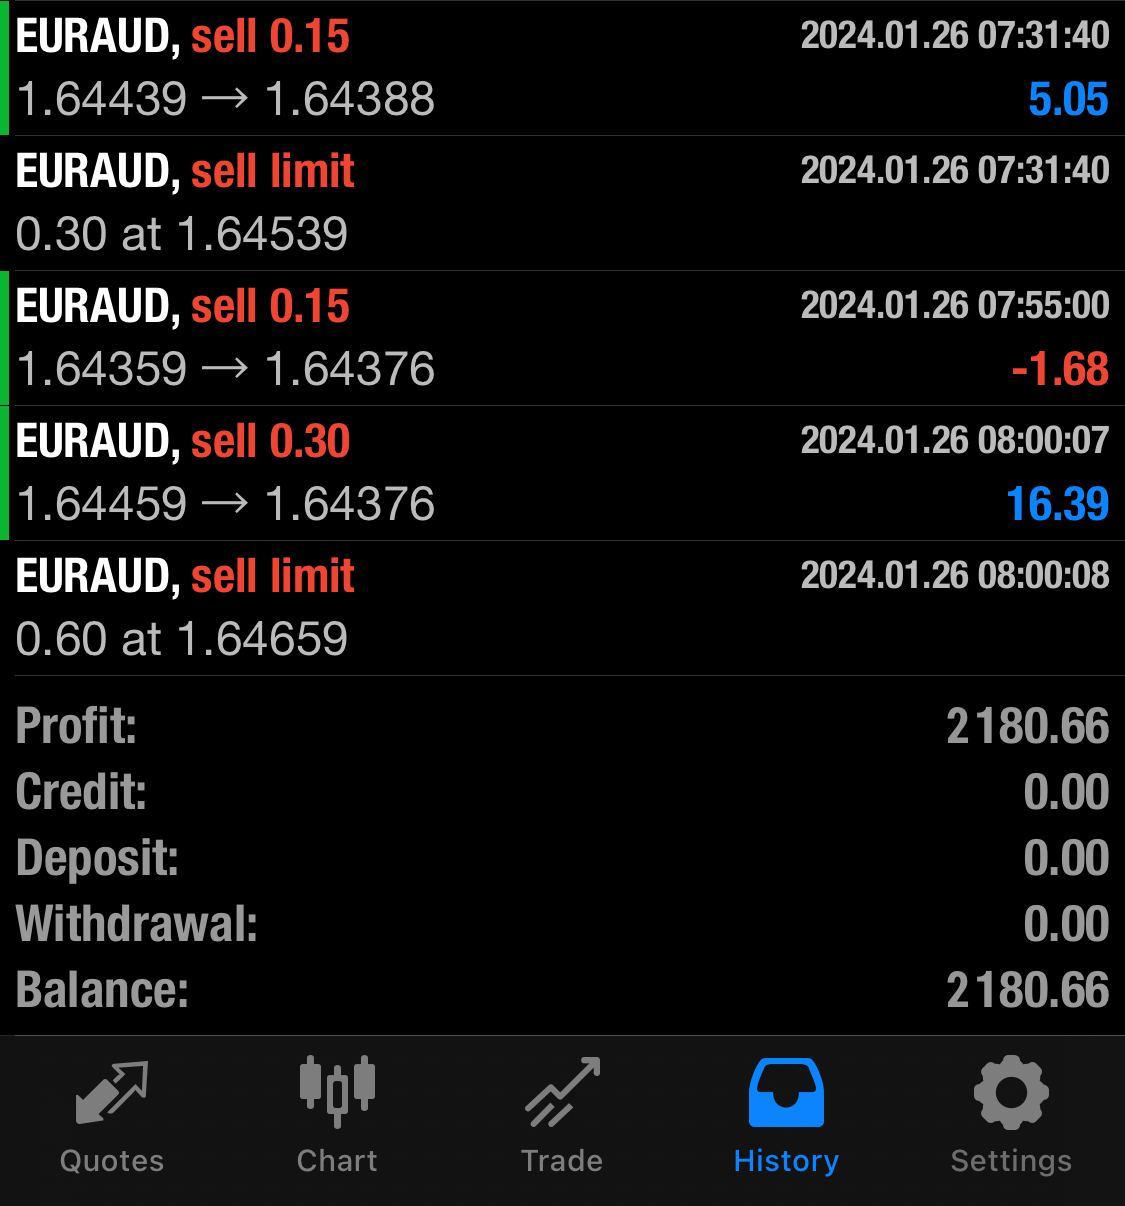 EURAUD, sell 0.15 2024.01.26 07:31:40
1.64439 → 1.64388 5.05
EURAUD, sell limit 2024.01.26 07:31:40
0.30 at 1.64539
EURAUD, sell 0.15 2024.01.26 07:55:00
1.64359 → 1.64376 -1.68
EURAUD, sell 0.30 2024.01.26 08:00:07
1.64459 → 1.64376 16.39
EURAUD, sell limit 2024.01.26 08:00:08
0.60 at 1.64659
Profit: 2 180.66
Credit: 0.00
Deposit: 0.00
Withdrawal: 0.00
Balance: 2 180.66
Quotes Chart Trade History Settings